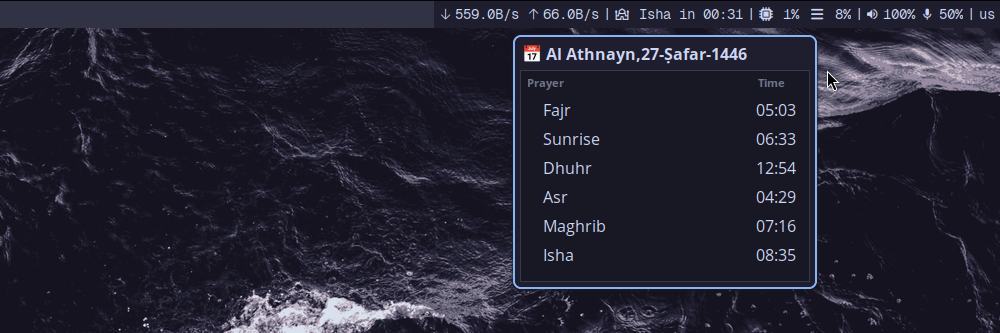 559.0B/s 66.0B/s | Isha in 00:31 | 1% 8% | 100% 50% | us
17 Al Athnayn,27-Ṣafar-1446
Prayer Time
Fajr 05:03
Sunrise 06:33
Dhuhr 12:54
Asr 04:29
Maghrib 07:16
Isha 08:35